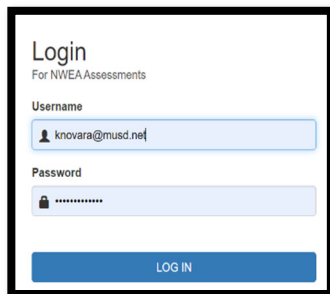 Login
For NWEA Assessments
Username
knovara@musd.net
Password
•••••••••••••
LOG IN